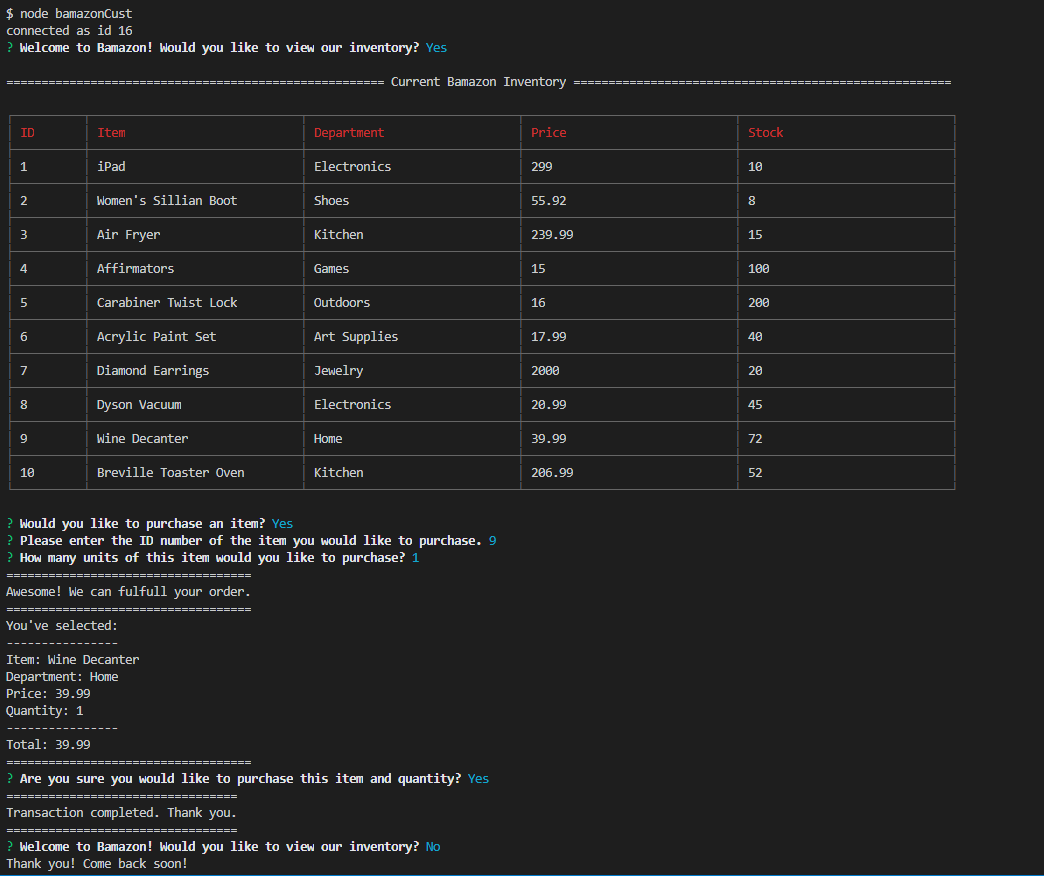 $ node bamazonCust
connected as id 16
? Welcome to Bamazon! Would you like to view our inventory? Yes
====================================================== Current Bamazon Inventory ======================================================
ID Item Department Price Stock
1 iPad Electronics 299 10
2 Women's Sillian Boot Shoes 55.92 8
3 Air Fryer Kitchen 239.99 15
4 Affirmators Games 15 100
5 Carabiner Twist Lock Outdoors 16 200
6 Acrylic Paint Set Art Supplies 17.99 40
7 Diamond Earrings Jewelry 2000 20
8 Dyson Vacuum Electronics 20.99 45
9 Wine Decanter Home 39.99 72
10 Breville Toaster Oven Kitchen 206.99 52
? Would you like to purchase an item? Yes
? Please enter the ID number of the item you would like to purchase. 9
? How many units of this item would you like to purchase? 1
===================================
Awesome! We can fulfull your order.
===================================
You've selected:
----------------
Item: Wine Decanter
Department: Home
Price: 39.99
Quantity: 1
----------------
Total: 39.99
===================================
? Are you sure you would like to purchase this item and quantity? Yes
=================================
Transaction completed. Thank you.
=================================
? Welcome to Bamazon! Would you like to view our inventory? No
Thank you! Come back soon!